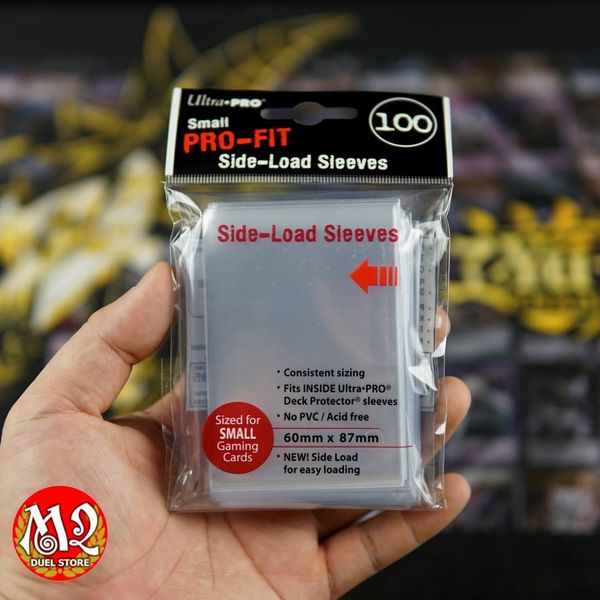 Ultra•PRO®
Small
PRO-FIT
Side-Load Sleeves
100
Side-Load Sleeves
• Consistent sizing
• Fits INSIDE Ultra•PRO®
Deck Protector® sleeves
• No PVC / Acid free
60mm x 87mm
• NEW! Side Load
for easy loading
Sized for
SMALL
Gaming
Cards
M2
DUEL STORE